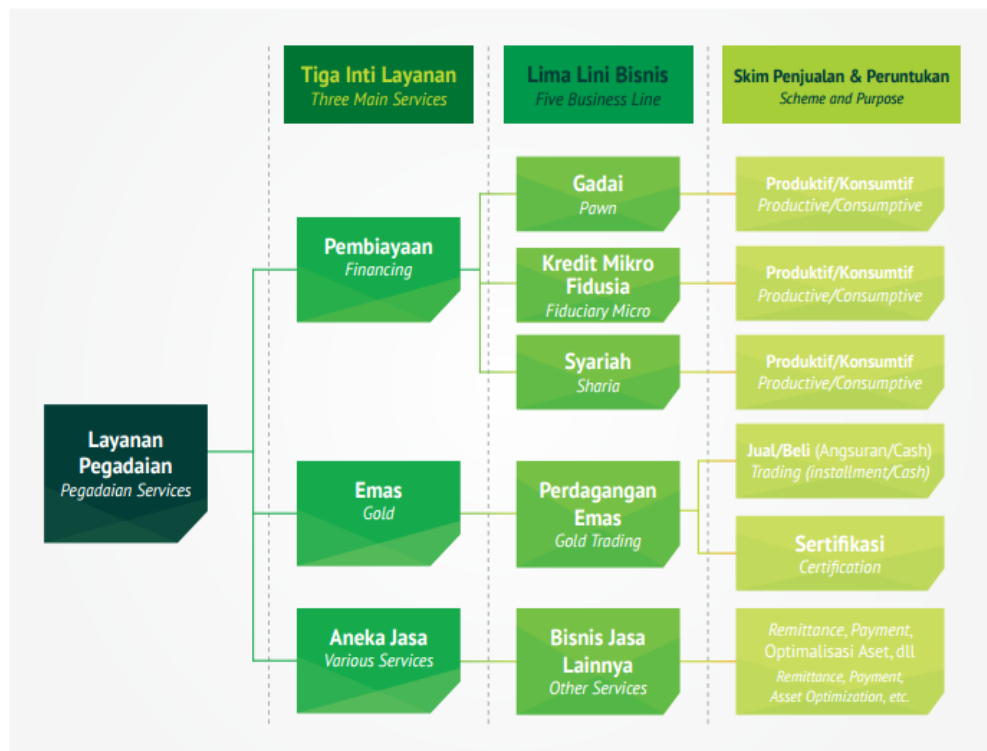 Tiga Inti Layanan
Three Main Services
Lima Lini Bisnis
Five Business Line
Skim Penjualan & Peruntukan
Scheme and Purpose
Layanan
Pegadaian
Pegadaian Services
Pembiayaan
Financing
Gadai
Pawn
Produktif/Konsumtif
Productive/Consumptive
Kredit Mikro
Fidusia
Fiduciary Micro
Produktif/Konsumtif
Productive/Consumptive
Syariah
Sharia
Produktif/Konsumtif
Productive/Consumptive
Emas
Gold
Perdagangan
Emas
Gold Trading
Jual/Beli (Angsuran/Cash)
Trading (installment/Cash)
Sertifikasi
Certification
Aneka Jasa
Various Services
Bisnis Jasa
Lainnya
Other Services
Remittance, Payment,
Optimalisasi Aset, dll
Remittance, Payment,
Asset Optimization, etc.